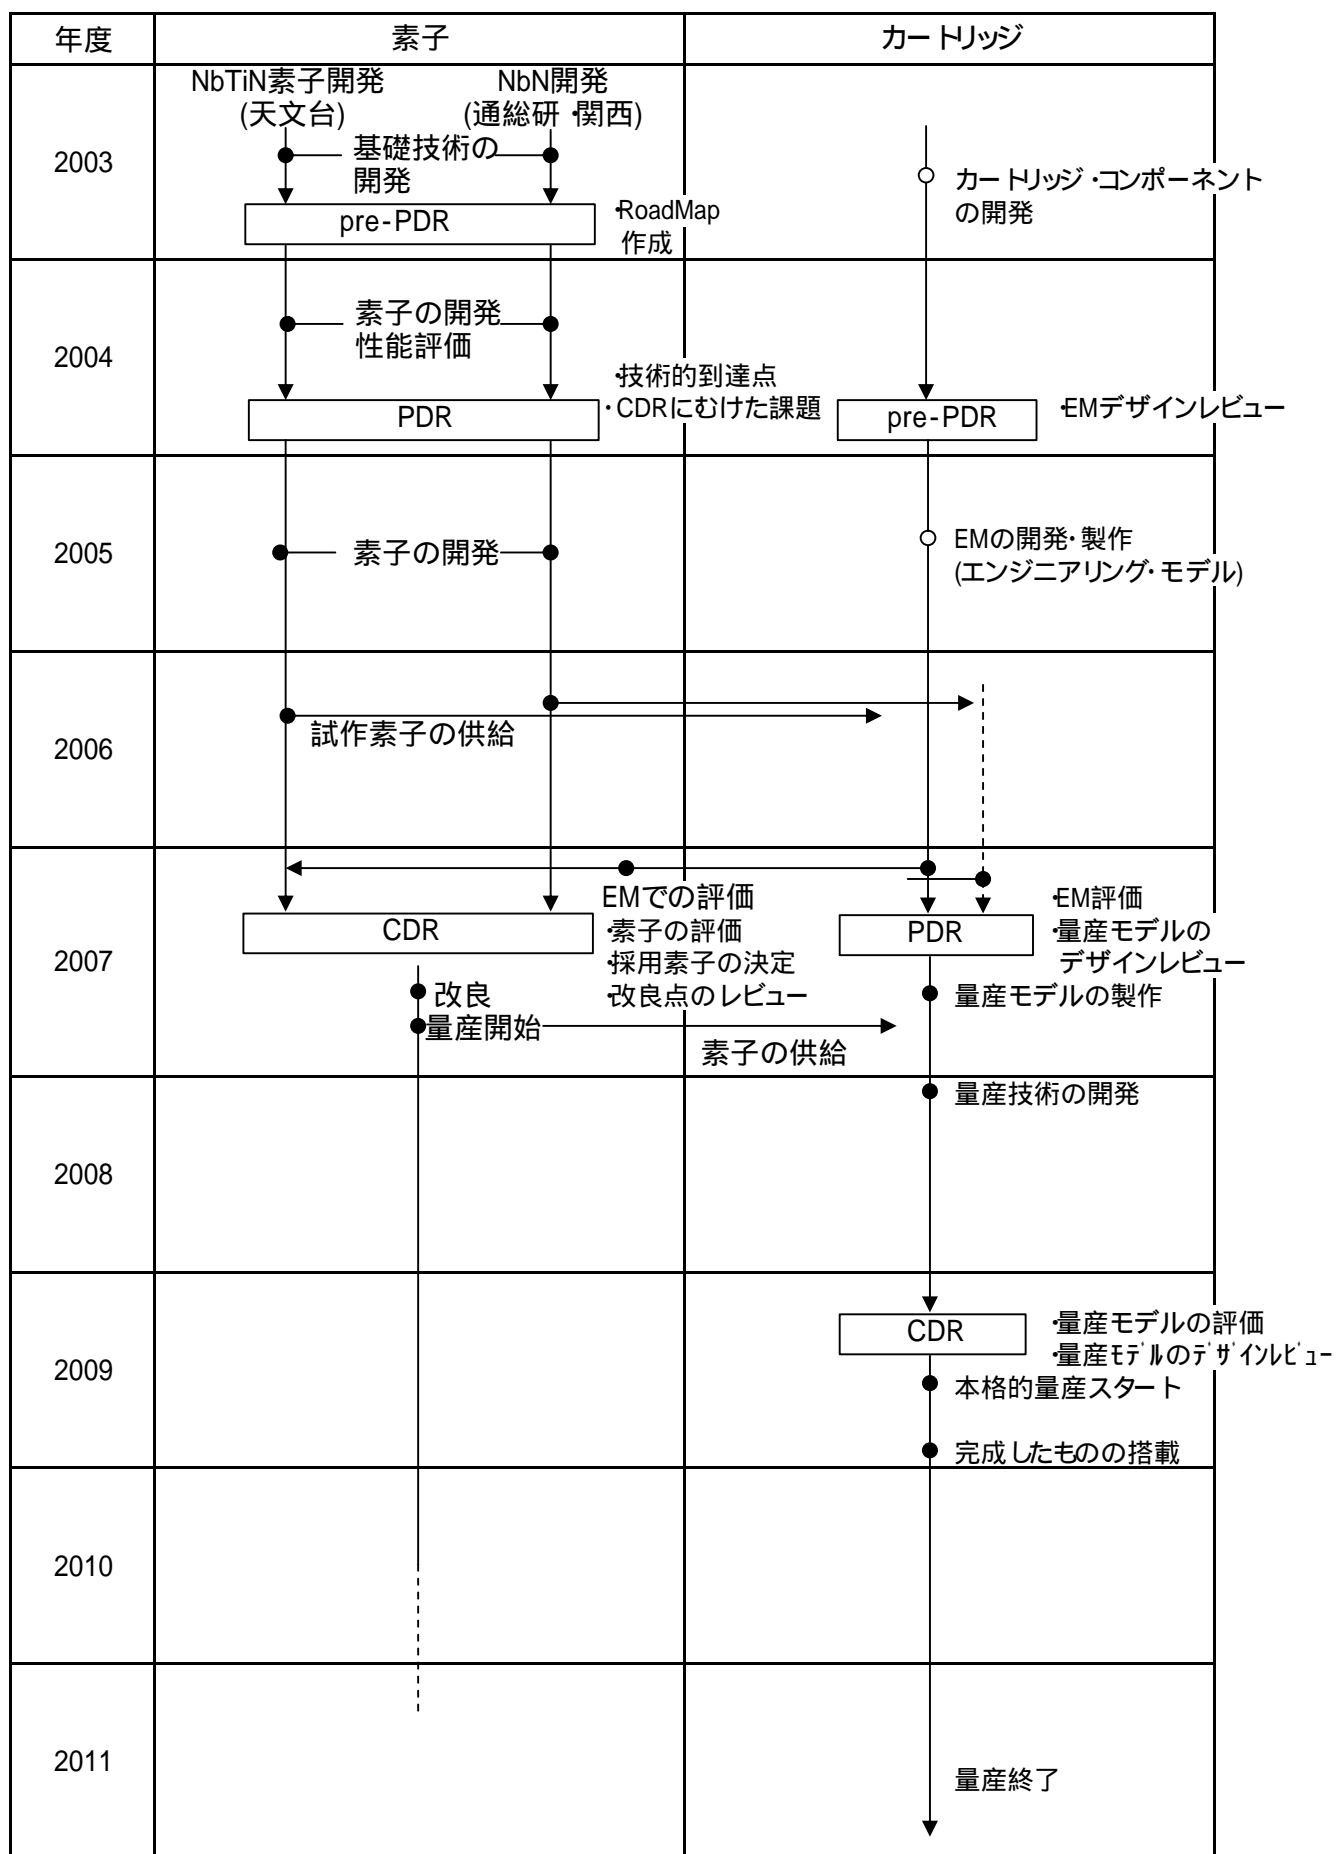 年度 素子 カートリッジ
NbTiN素子開発 NbN開発
(天文台) (通総研・関西)
2003
基礎技術の
開発
カートリッジ・コンポーネント
の開発
pre-PDR
・RoadMap
作成
2004
素子の開発
性能評価
・技術的到達点
・CDRにむけた課題
PDR
pre-PDR
・EMデザインレビュー
2005
素子の開発
EMの開発・製作
(エンジニアリング・モデル)
2006
試作素子の供給
2007
EMでの評価
・素子の評価
・採用素子の決定
・改良点のレビュー
CDR
PDR
・EM評価
・量産モデルの
デザインレビュー
改良
量産モデルの製作
量産開始
素子の供給
2008
量産技術の開発
2009
CDR
・量産モデルの評価
・量産ﾓﾃﾞﾙのﾃﾞｻﾞｲﾝﾚﾋﾞｭｰ
本格的量産スタート
完成したものの搭載
2010
2011
量産終了